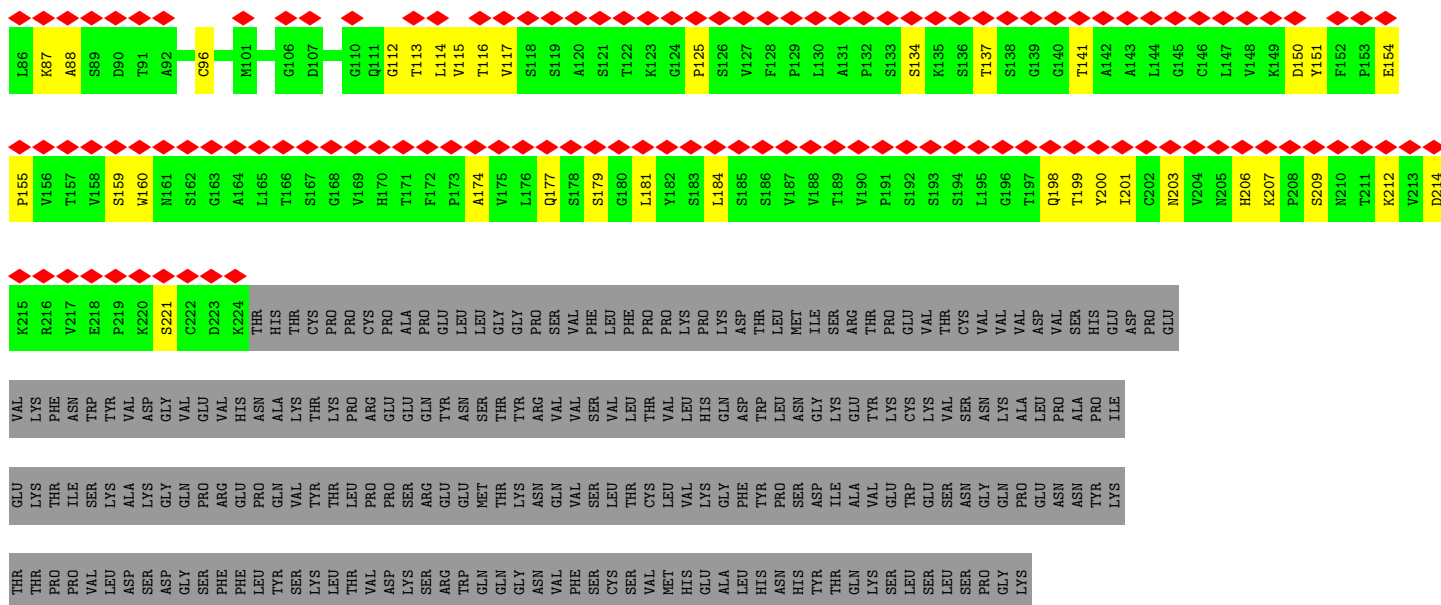 L86 K87 A88 S89 D90 T91 A92 C96 M101 G106 D107 G110 Q111 G112 T113 L114 V115 T116 V117 S118 S119 A120 S121 T122 K123 G124 P125 S126 V127 F128 P129 L130 A131 P132 S133 S134 K135 S136 T137 S138 G139 G140 T141 A142 A143 L144 G145 C146 L147 V148 K149 D150 Y151 F152 P153 E154
P155 V156 T157 V158 S159 W160 N161 S162 G163 A164 L165 T166 S167 G168 V169 H170 T171 F172 P173 A174 V175 L176 Q177 S178 S179 G180 L181 Y182 S183 L184 S185 S186 V187 V188 T189 V190 P191 S192 S193 S194 L195 G196 T197 Q198 T199 Y200 I201 C202 N203 V204 N205 H206 K207 P208 S209 N210 T211 K212 V213 D214
K215 R216 V217 E218 P219 K220 S221 C222 D223 K224 THR HIS THR CYS PRO PRO CYS PRO ALA PRO GLU LEU LEU GLY GLY PRO SER VAL PHE LEU PHE PRO PRO LYS PRO LYS ASP THR LEU MET ILE SER ARG THR PRO GLU VAL THR CYS VAL VAL VAL ASP VAL SER HIS GLU ASP PRO GLU
VAL LYS PHE ASN TRP TYR VAL ASP GLY VAL GLU VAL HIS ASN ALA LYS THR LYS PRO ARG GLU GLU GLN TYR ASN SER THR TYR ARG VAL VAL SER VAL LEU THR VAL LEU HIS GLN ASP TRP LEU ASN GLY LYS GLU TYR LYS CYS LYS VAL SER ASN LYS ALA LEU PRO ALA PRO ILE
GLU LYS THR ILE SER LYS ALA LYS GLY GLN PRO ARG GLU PRO GLN VAL TYR THR LEU PRO PRO SER ARG GLU GLU MET THR LYS ASN GLN VAL SER LEU THR CYS LEU VAL LYS GLY PHE TYR PRO SER ASP ILE ALA VAL GLU TRP GLU SER ASN GLY GLN PRO GLU ASN ASN TYR LYS
THR THR PRO PRO VAL LEU ASP SER ASP GLY SER PHE PHE LEU TYR SER LYS LEU THR VAL ASP LYS SER ARG TRP GLN GLN GLY ASN VAL PHE SER CYS SER VAL MET HIS GLU ALA LEU HIS ASN HIS TYR THR GLN LYS SER LEU SER LEU SER PRO GLY LYS